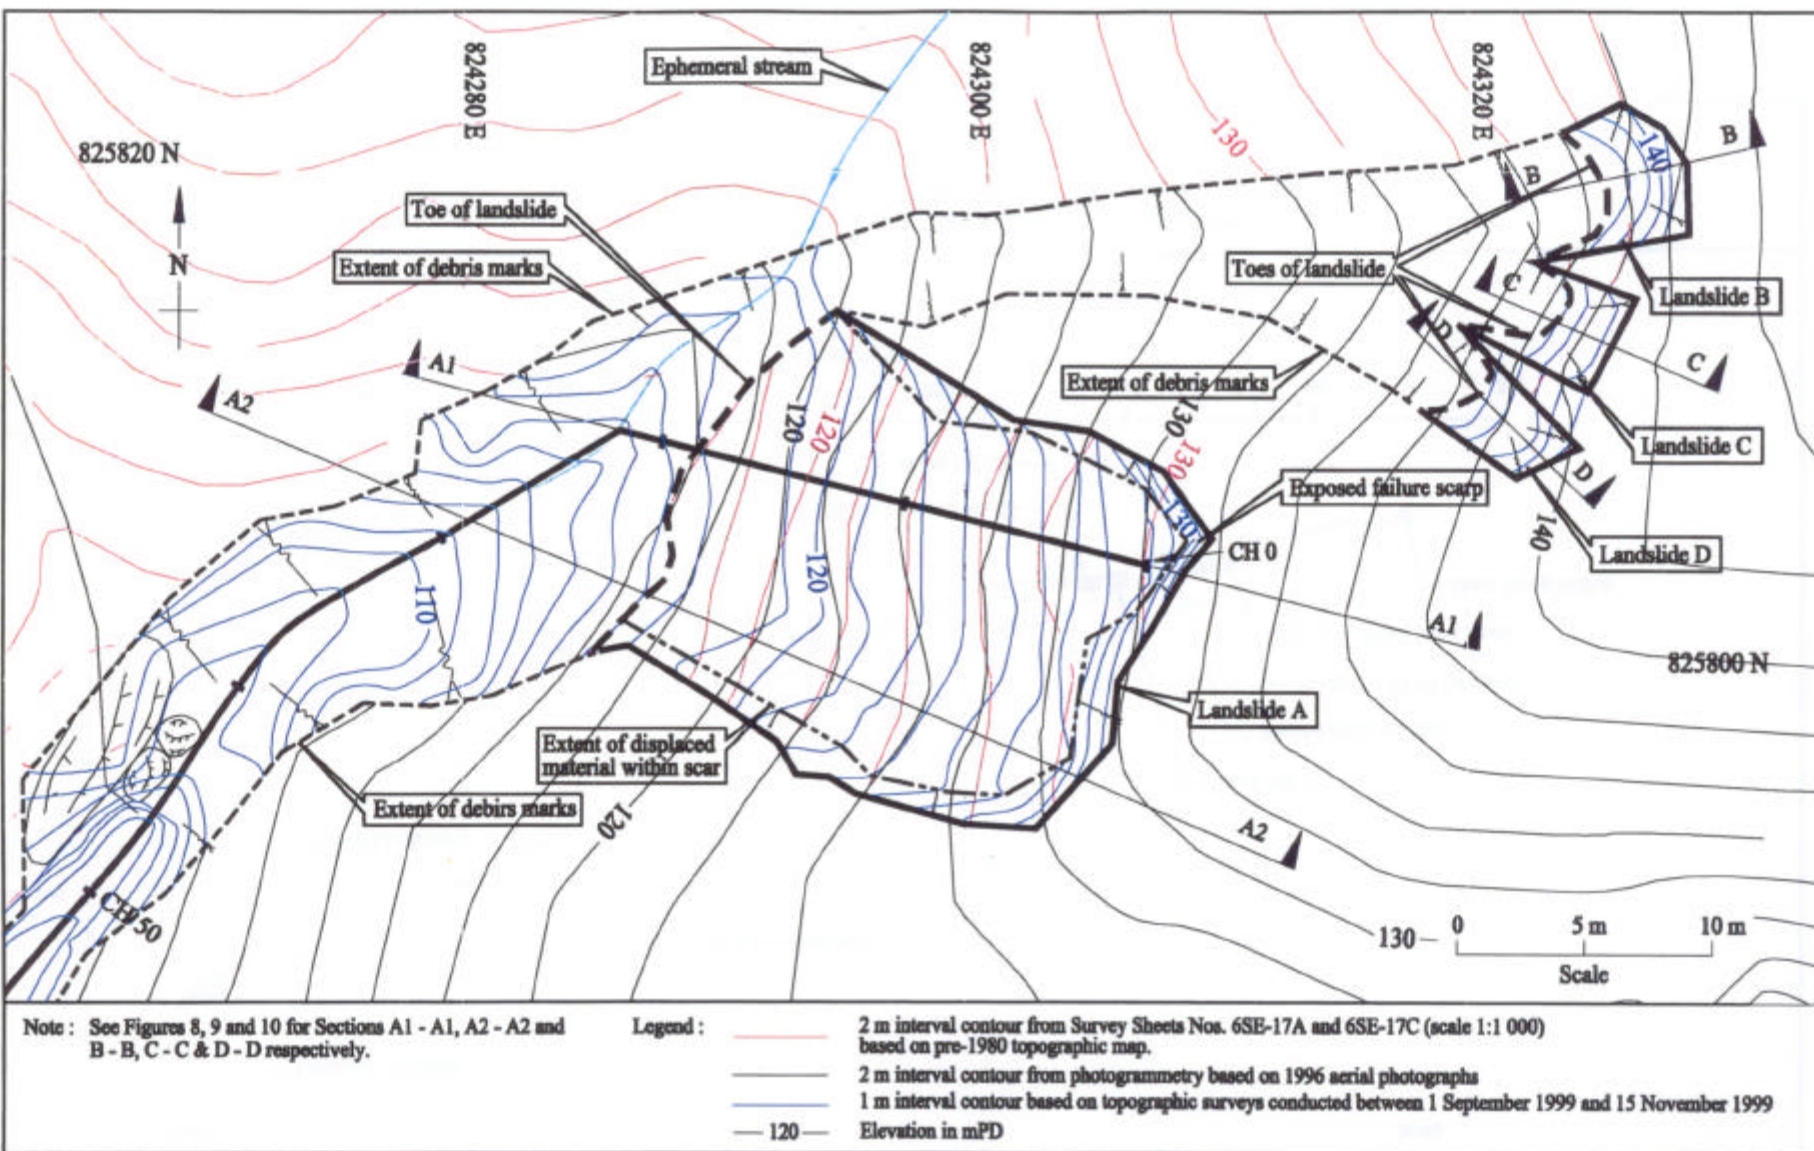 824280 E
824300 E
824320 E
Ephemeral stream
130
825820 N
140
B
B
Toe of landslide
N
Extent of debris marks
Toes of landslide
C
Landslide B
D
A1
A2
Extent of debris marks
C
120
120
130
130
Landslide C
D
Exposed failure scarp
130
CH 0
140
Landslide D
120
110
A1
825800 N
Landslide A
Extent of displaced
material within scar
Extent of debirs marks
120
A2
CH 50
130
0
5 m
10 m
Scale
Note : See Figures 8, 9 and 10 for Sections A1 - A1, A2 - A2 and
B - B, C - C & D - D respectively.
Legend :
2 m interval contour from Survey Sheets Nos. 6SE-17A and 6SE-17C (scale 1:1 000)
based on pre-1980 topographic map.
2 m interval contour from photogrammetry based on 1996 aerial photographs
1 m interval contour based on topographic surveys conducted between 1 September 1999 and 15 November 1999
120 Elevation in mPD